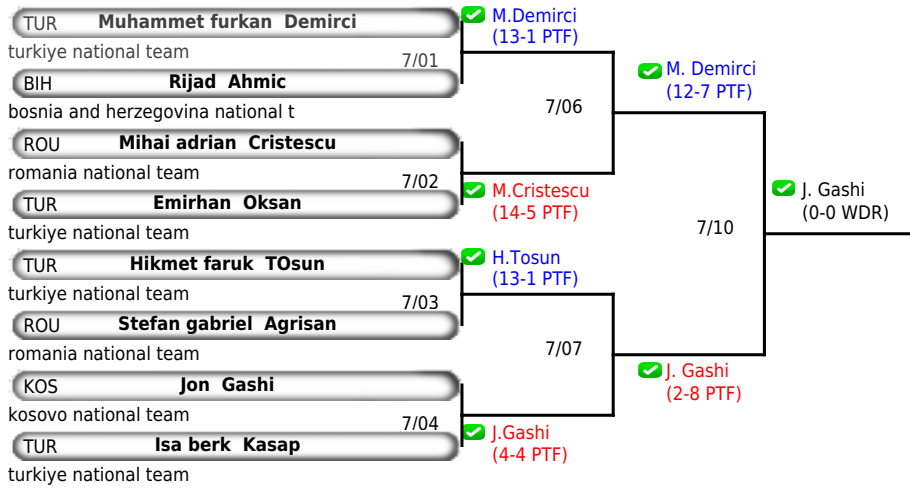 TUR Muhammet furkan Demirci
turkiye national team
7/01
BIH Rijad Ahmic
bosnia and herzegovina national t
ROU Mihai adrian Cristescu
romania national team
7/02
TUR Emirhan Oksan
turkiye national team
TUR Hikmet faruk TOsun
turkiye national team
7/03
ROU Stefan gabriel Agrisan
romania national team
KOS Jon Gashi
kosovo national team
7/04
TUR Isa berk Kasap
turkiye national team
M.Demirci
(13-1 PTF)
7/06
M.Cristescu
(14-5 PTF)
H.Tosun
(13-1 PTF)
7/07
J.Gashi
(4-4 PTF)
M. Demirci
(12-7 PTF)
7/10
J. Gashi
(2-8 PTF)
J. Gashi
(0-0 WDR)